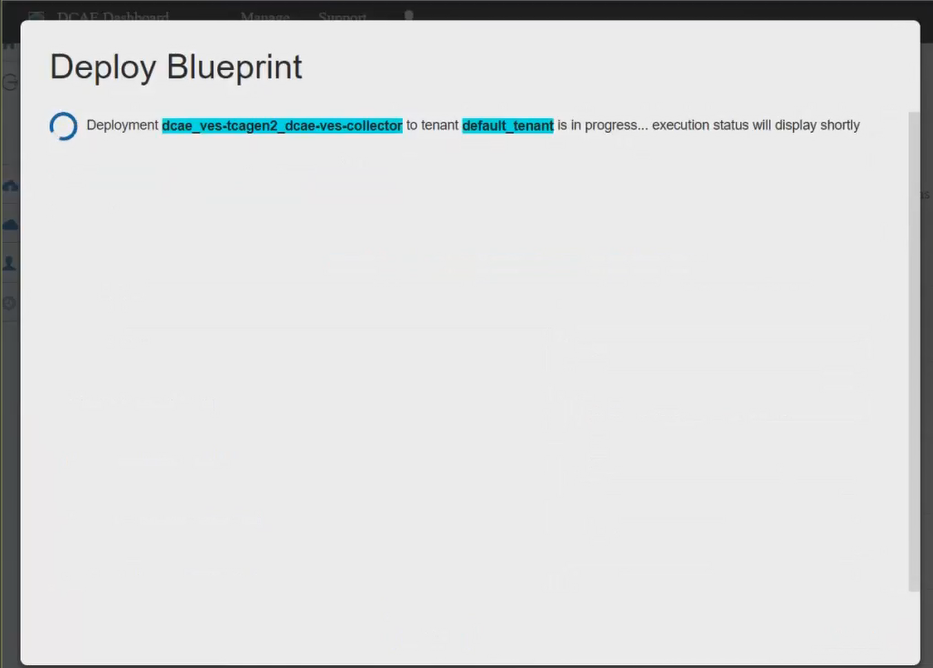 DCAE Dashboard Manage Support
Deploy Blueprint
Deployment dcae_ves-tcagen2_dcae-ves-collector to tenant default_tenant is in progress... execution status will display shortly